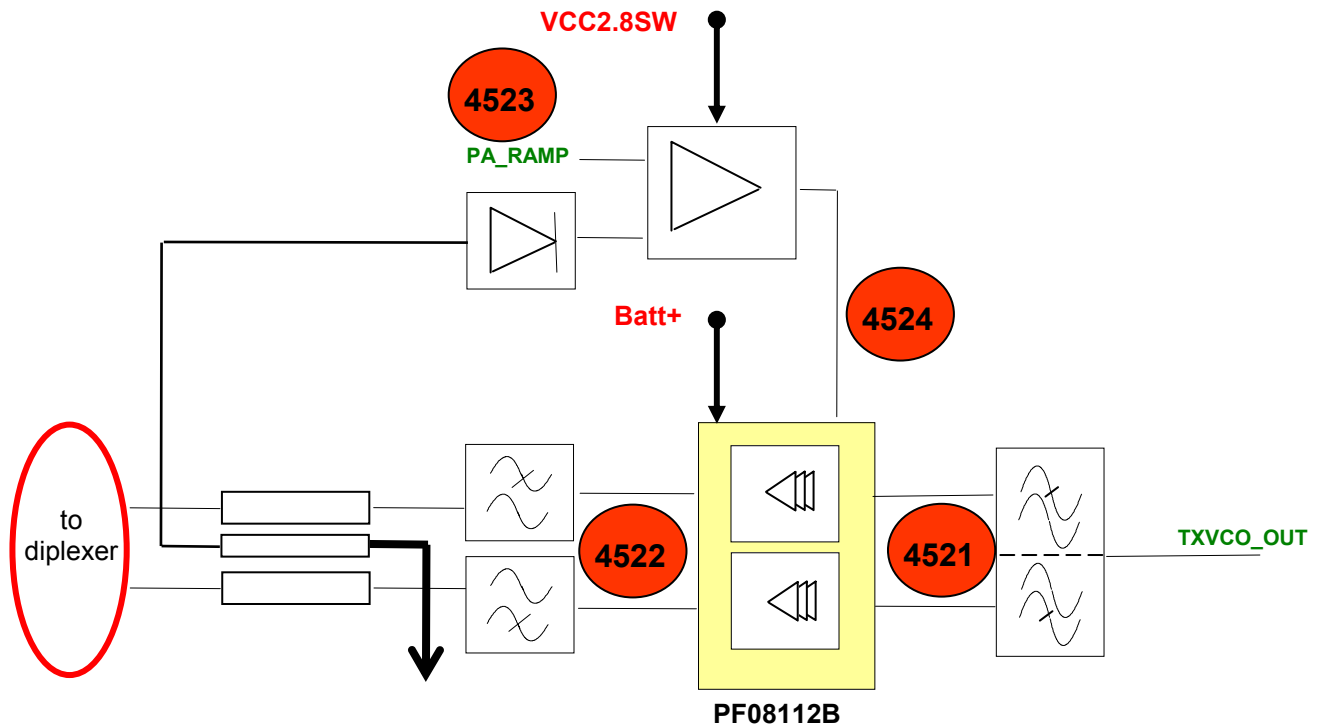 VCC2.8SW
4523
PA_RAMP
4524
Batt+
to
diplexer
4522
4521
TXVCO_OUT
PF08112B